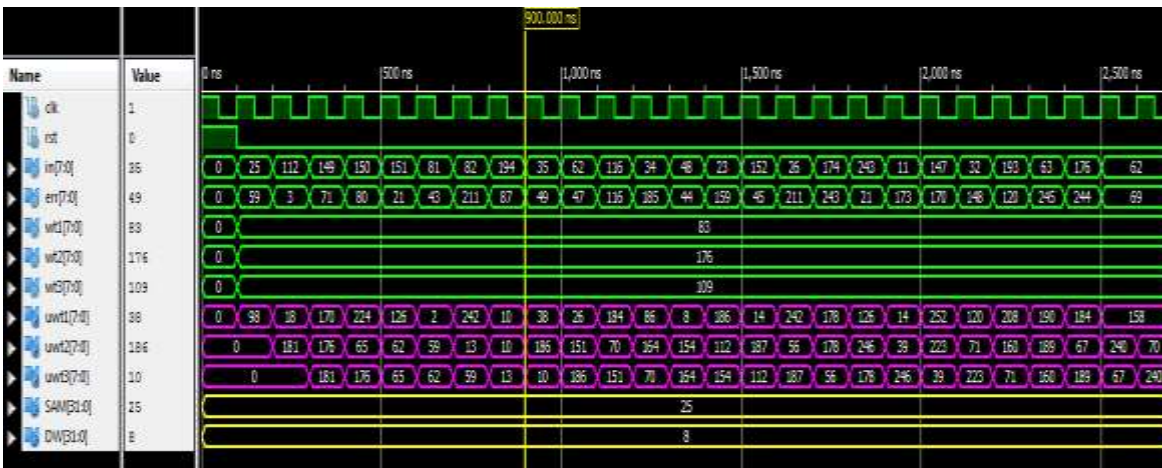 900.000 ns
Name Value 0 ns 500 ns 1,000 ns 1,500 ns 2,000 ns 2,500 ns
clk 1
rst 0
in[7:0] 35 0 25 112 149 150 151 81 82 194 35 62 116 34 48 23 152 26 174 243 11 147 32 193 63 176 62
err[7:0] 49 0 59 3 71 80 21 43 211 87 49 47 116 185 44 159 45 211 243 21 173 170 148 120 245 244 69
wt1[7:0] 83 0 83
wt2[7:0] 176 0 176
wt3[7:0] 109 0 109
uwt1[7:0] 38 0 98 18 170 224 126 2 242 10 38 26 184 86 8 186 14 242 178 126 14 252 120 208 190 184 158
uwt2[7:0] 186 0 181 176 65 62 59 13 10 186 151 70 164 154 112 187 56 178 246 39 223 71 160 189 67 240 70
uwt3[7:0] 10 0 181 176 65 62 59 13 10 186 151 70 164 154 112 187 56 178 246 39 223 71 160 189 67 240
SAM[31:0] 25 25
DW[31:0] 8 8